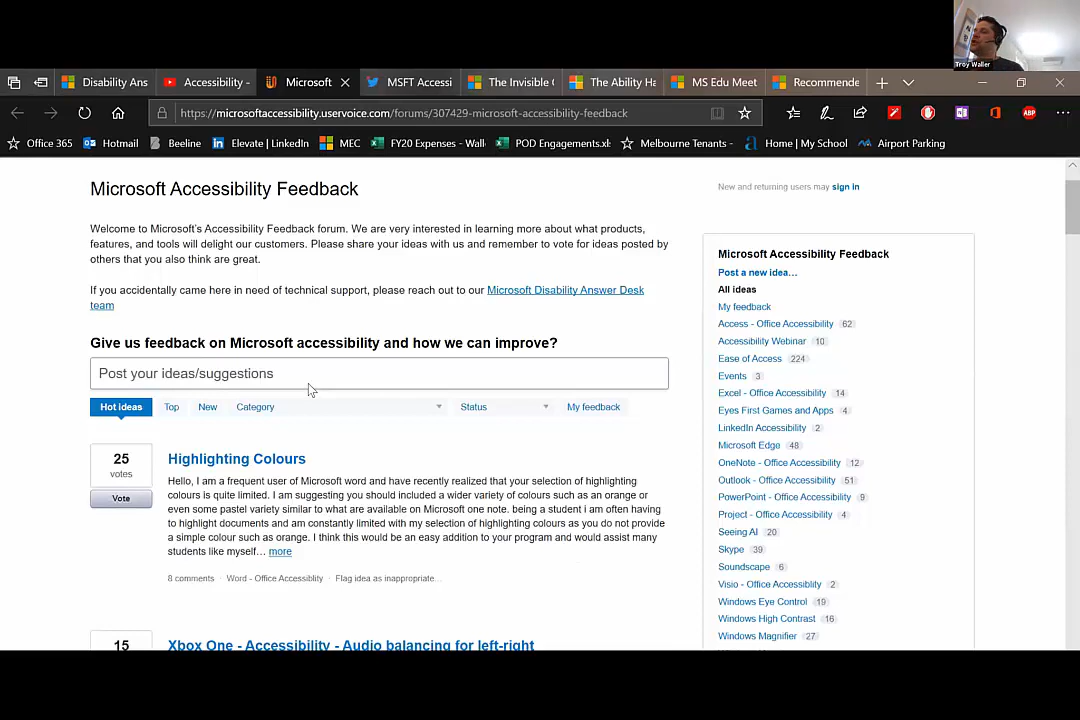 Troy Waller
Disability Ans
Accessibility -
Microsoft
MSFT Accessi
The Invisible
The Ability Ha
MS Edu Meet
Recommende
https://microsoftaccessibility.uservoice.com/forums/307429-microsoft-accessibility-feedback
ABP
Office 365
Hotmail
Beeline
Elevate | LinkedIn
MEC
FY20 Expenses - Walle
POD Engagements.xls
Melbourne Tenants -
Home | My School
Airport Parking
Microsoft Accessibility Feedback
New and returning users may sign in
Welcome to Microsoft's Accessibility Feedback forum. We are very interested in learning more about what products,
features, and tools will delight our customers. Please share your ideas with us and remember to vote for ideas posted by
others that you also think are great.
If you accidentally came here in need of technical support, please reach out to our Microsoft Disability Answer Desk
team
Give us feedback on Microsoft accessibility and how we can improve?
Post your ideas/suggestions
Hot ideas
Top
New
Category
Status
My feedback
25
votes
Vote
Highlighting Colours
Hello, I am a frequent user of Microsoft word and have recently realized that your selection of highlighting
colours is quite limited. I am suggesting you should included a wider variety of colours such as an orange or
even some pastel variety similar to what are available on Microsoft one note. being a student i am often having
to highlight documents and am constantly limited with my selection of highlighting colours as you do not provide
a simple colour such as orange. I think this would be an easy addition to your program and would assist many
students like myself… more
8 comments · Word - Office Accessiblity · Flag idea as inappropriate…
15
Xbox One - Accessibility - Audio balancing for left-right
Microsoft Accessibility Feedback
Post a new idea…
All ideas
My feedback
Access - Office Accessibility 62
Accessibility Webinar 10
Ease of Access 224
Events 3
Excel - Office Accessibility 14
Eyes First Games and Apps 4
LinkedIn Accessibility 2
Microsoft Edge 48
OneNote - Office Accessibility 12
Outlook - Office Accessibility 51
PowerPoint - Office Accessibility 9
Project - Office Accessibility 4
Seeing AI 20
Skype 39
Soundscape 6
Visio - Office Accessiblity 2
Windows Eye Control 19
Windows High Contrast 16
Windows Magnifier 27